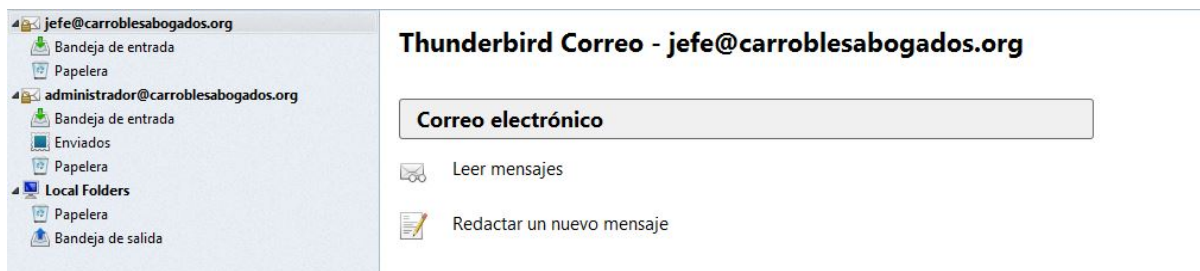 jefe@carroblesabogados.org
Bandeja de entrada
Papelera
administrador@carroblesabogados.org
Bandeja de entrada
Enviados
Papelera
Local Folders
Papelera
Bandeja de salida
Thunderbird Correo - jefe@carroblesabogados.org
Correo electrónico
Leer mensajes
Redactar un nuevo mensaje